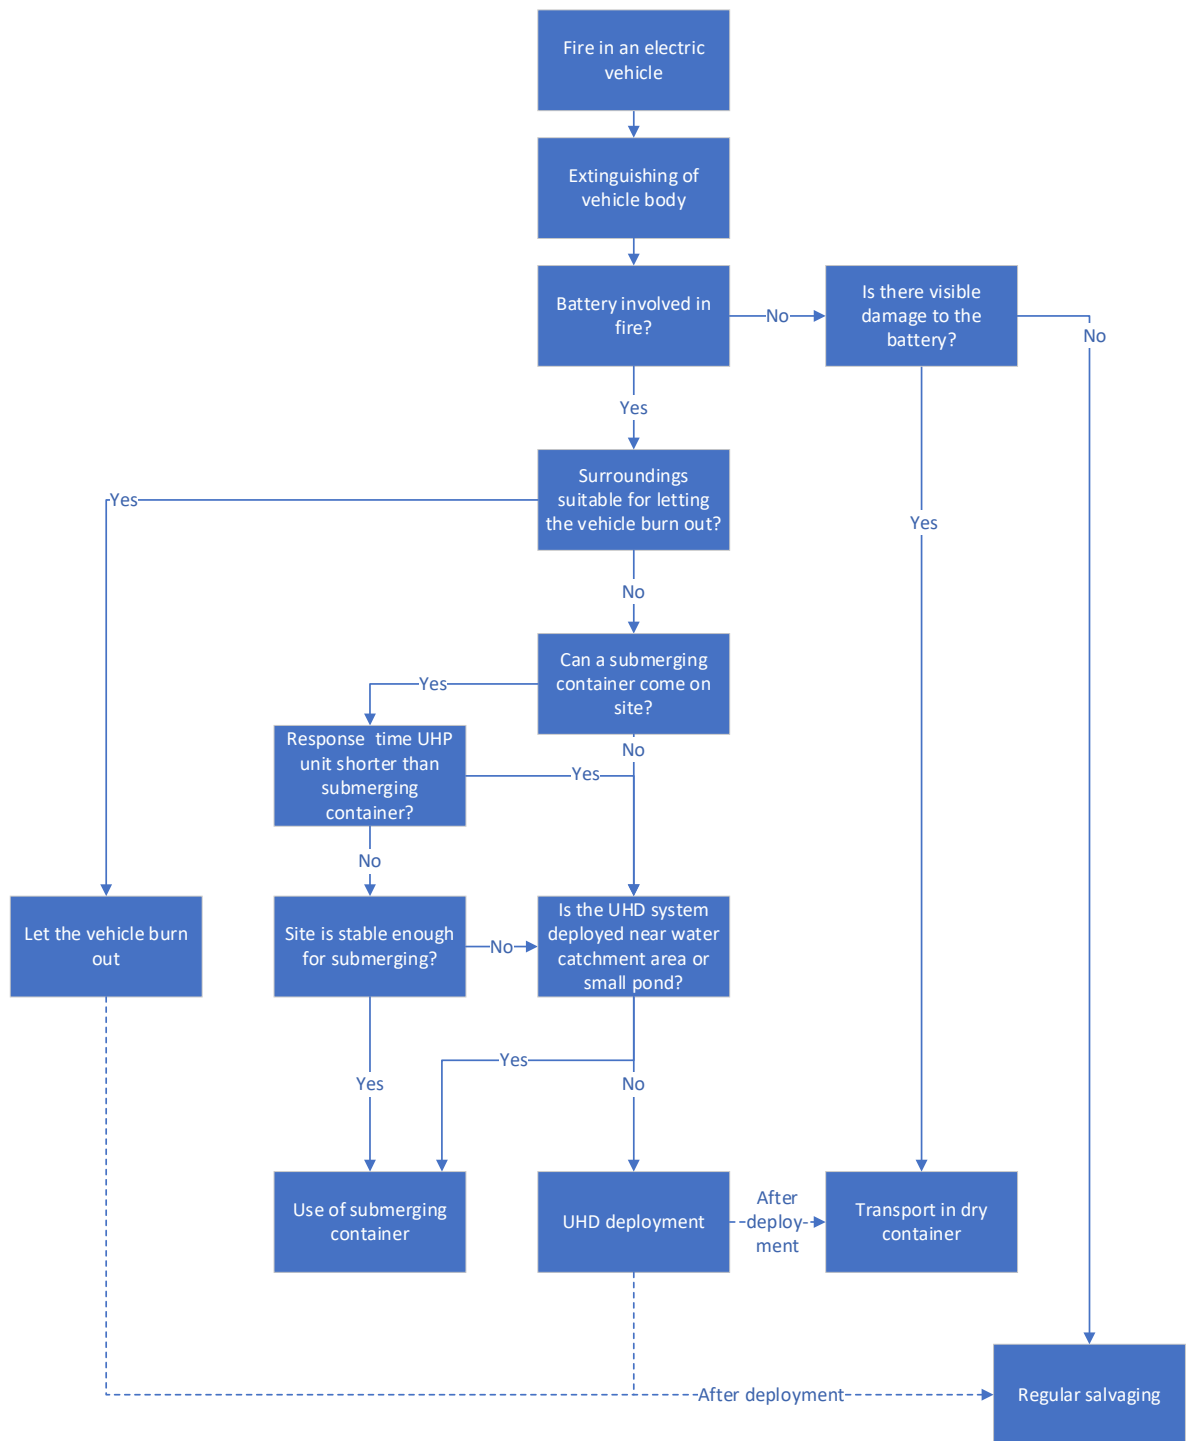 Fire in an electric
vehicle
Extinguishing of
vehicle body
Battery involved in
fire?
No
Is there visible
damage to the
battery?
No
Yes
Surroundings
suitable for letting
the vehicle burn out?
Yes
Yes
No
Can a submerging
container come on
site?
Yes
No
Response time UHP
unit shorter than
submerging
container?
Yes
No
Let the vehicle burn
out
Site is stable enough
for submerging?
No
Is the UHD system
deployed near water
catchment area or
small pond?
Yes
Yes
No
Use of submerging
container
UHD deployment
After
deploy-
ment
Transport in dry
container
After deployment
Regular salvaging